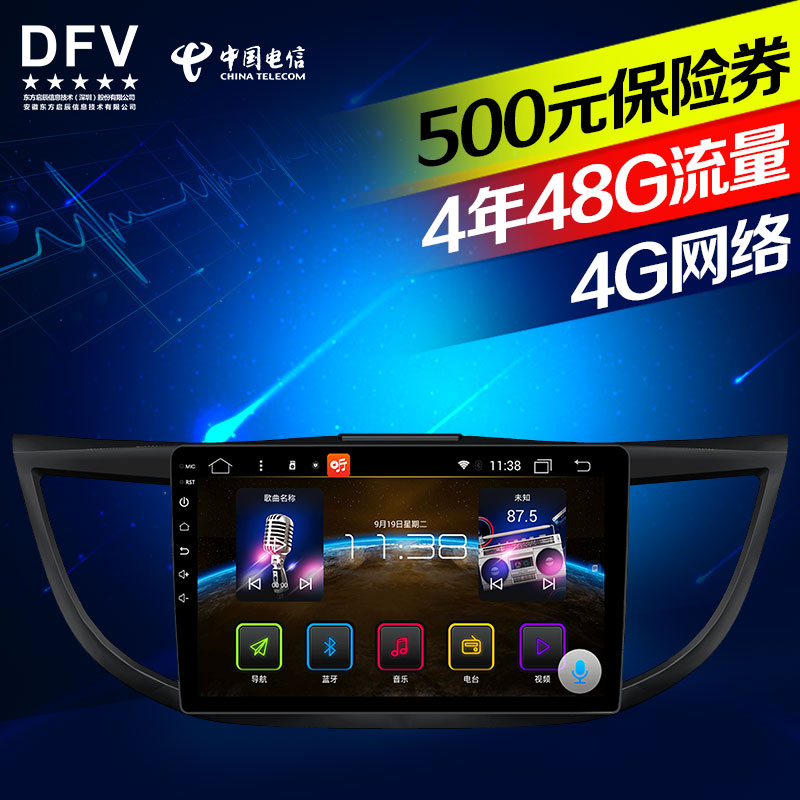 DFV
★★★★★
东方启辰信息技术(深圳)股份有限公司
安徽东方启辰信息技术有限公司
中国电信
CHINA TELECOM
500元保险券
4年48G流量
4G网络
MIC
RST
听
11:38
歌曲名称
9月19日星期二
11:38
未知
87.5
导航
蓝牙
音乐
电台
视频